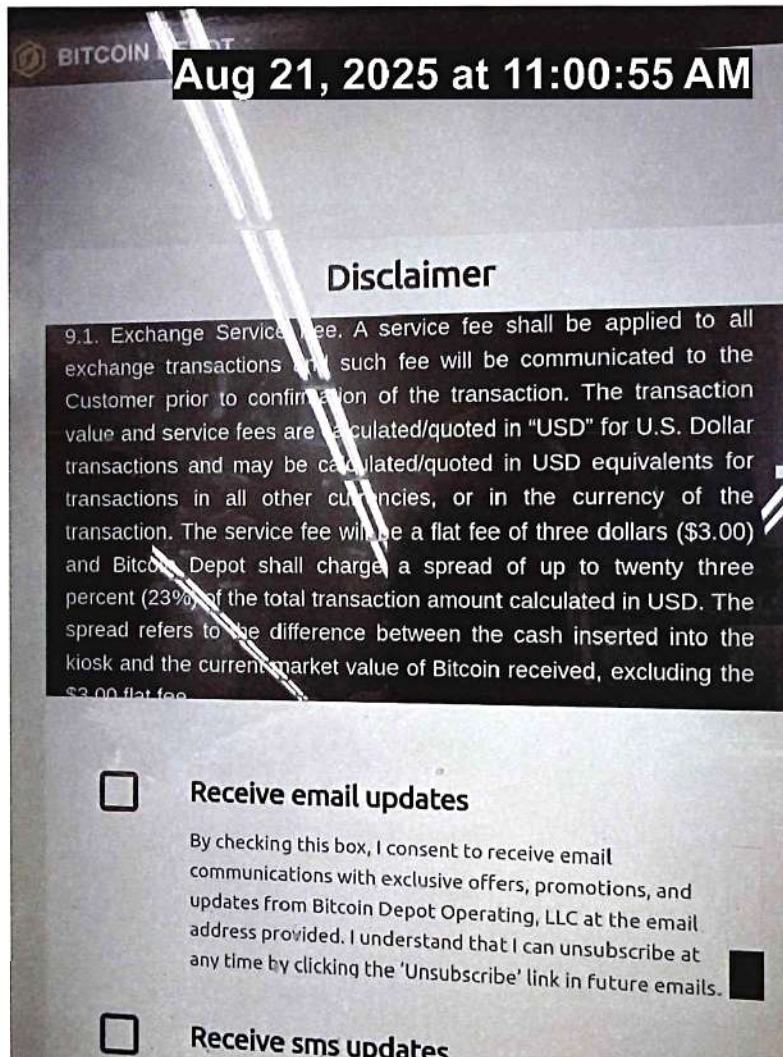 BITCOIN DEPOT
Aug 21, 2025 at 11:00:55 AM
Disclaimer
9.1. Exchange Service Fee. A service fee shall be applied to all
exchange transactions and such fee will be communicated to the
Customer prior to confirmation of the transaction. The transaction
value and service fees are calculated/quoted in “USD” for U.S. Dollar
transactions and may be calculated/quoted in USD equivalents for
transactions in all other currencies, or in the currency of the
transaction. The service fee will be a flat fee of three dollars ($3.00)
and Bitcoin Depot shall charge a spread of up to twenty three
percent (23%) of the total transaction amount calculated in USD. The
spread refers to the difference between the cash inserted into the
kiosk and the current market value of Bitcoin received, excluding the
$3.00 flat fee
Receive email updates
By checking this box, I consent to receive email
communications with exclusive offers, promotions, and
updates from Bitcoin Depot Operating, LLC at the email
address provided. I understand that I can unsubscribe at
any time by clicking the ‘Unsubscribe’ link in future emails.
Receive sms updates